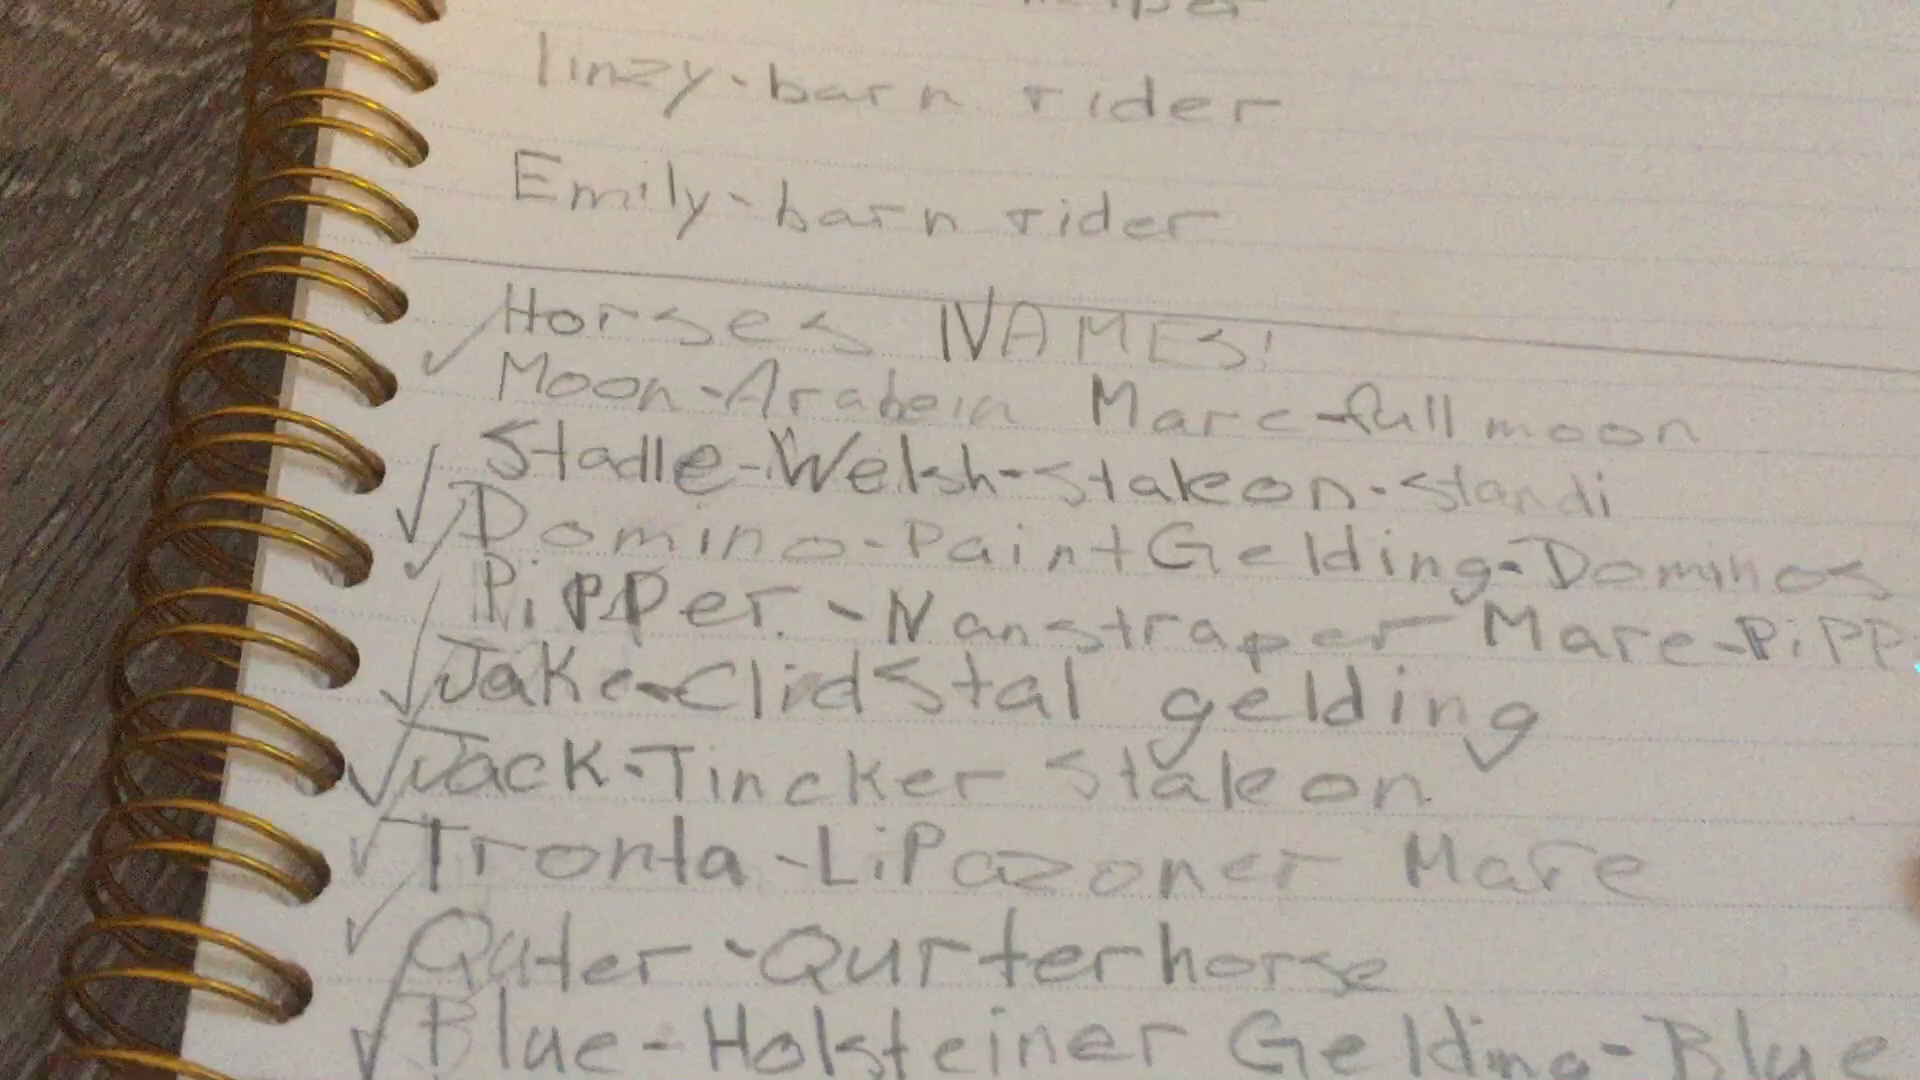 linzy-barn rider
Emily-barn rider
Horses NAMES!
Moon-Arabein Mare-full moon
Stadle-Welsh-staleon-standi
Domino-Paint Gelding-Dominos
Pipper.-Nanstraper Mare-PiPP
Jake-Clidstal gelding
Jack-Tincker Staleon
Tronta-LiPazoner Mare
Quter-Qurterhorse
Blue-Holsteiner Gelding-Blue